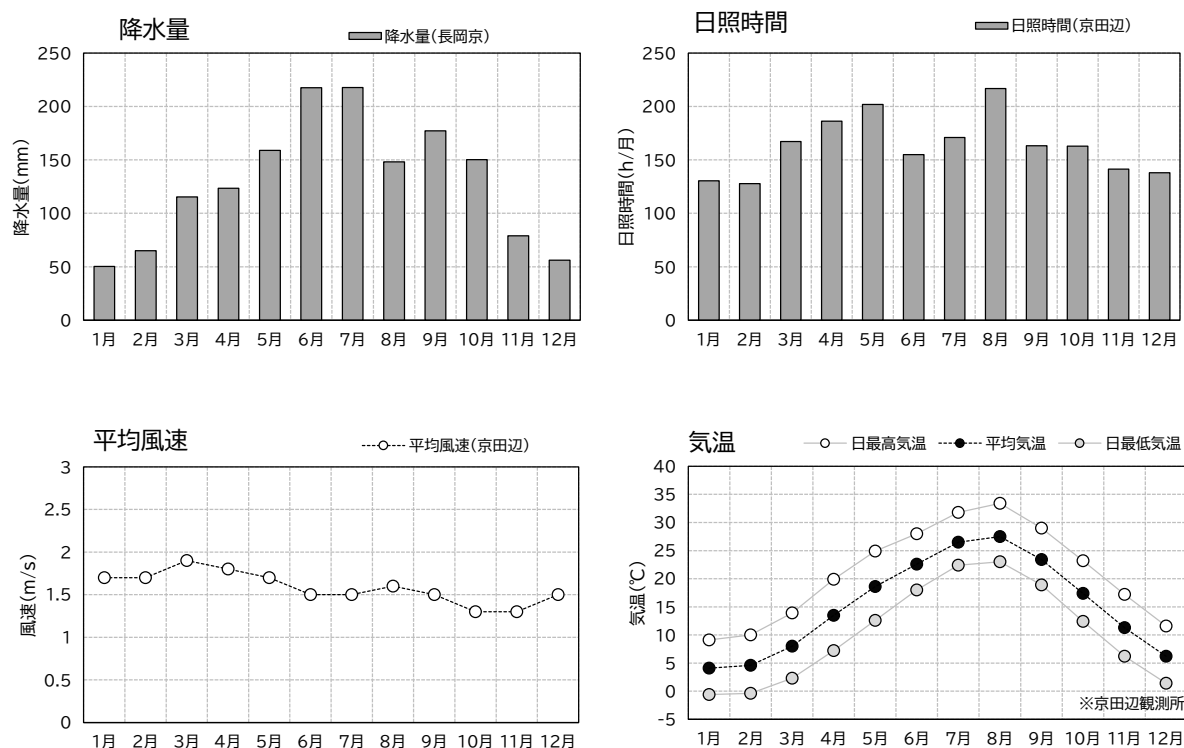 降水量
降水量(長岡京)
降水量(mm)
250
200
150
100
50
0
1月 2月 3月 4月 5月 6月 7月 8月 9月 10月 11月 12月
日照時間
日照時間(京田辺)
日照時間(h/月)
250
200
150
100
50
0
1月 2月 3月 4月 5月 6月 7月 8月 9月 10月 11月 12月
平均風速
平均風速(京田辺)
風速(m/s)
3
2
1.5
1
0.5
0
1月 2月 3月 4月 5月 6月 7月 8月 9月 10月 11月 12月
気温
日最高気温 平均気温 日最低気温
気温(℃)
40
35
30
25
20
15
10
5
0
-5
※京田辺観測所
1月 2月 3月 4月 5月 6月 7月 8月 9月 10月 11月 12月